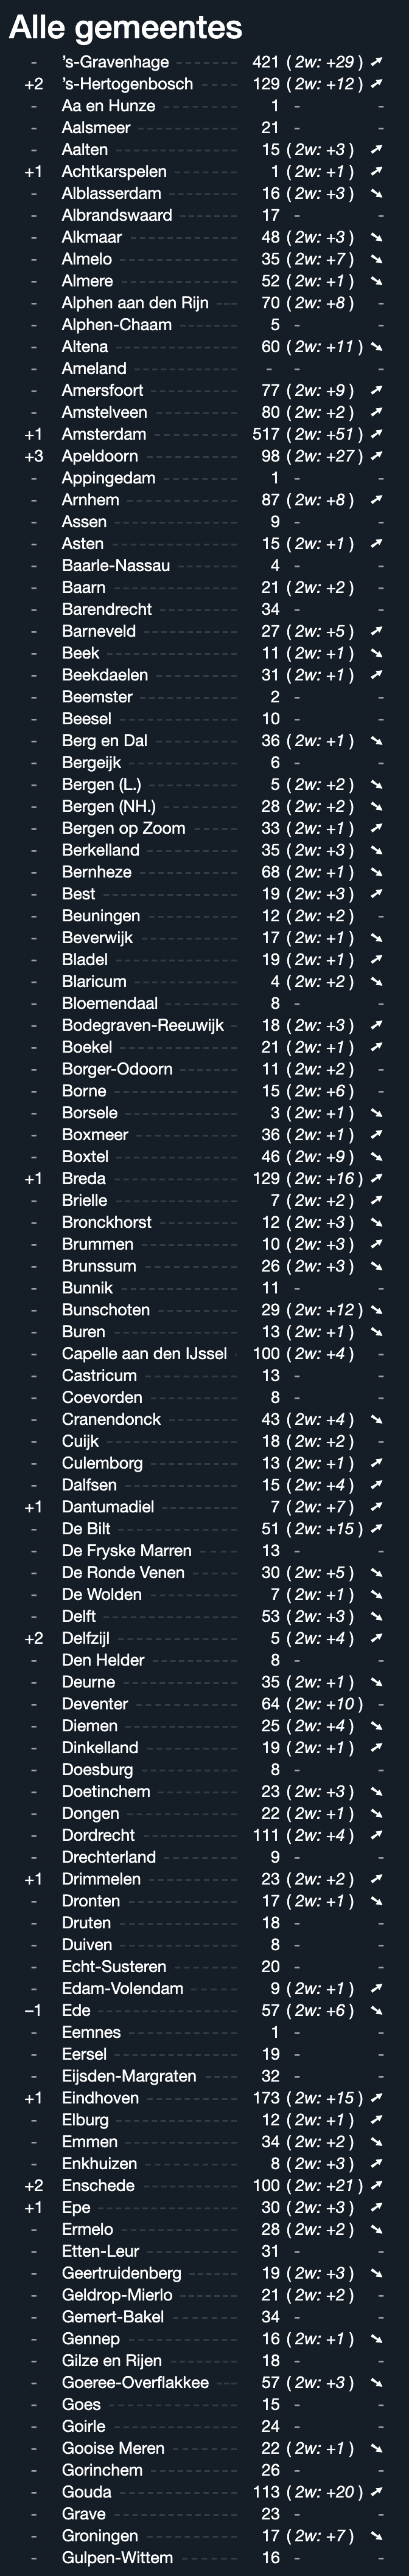 Alle gemeentes
- 's-Gravenhage 421 ( 2w: +29 ) ➚
+2 's-Hertogenbosch 129 ( 2w: +12 ) ➚
- Aa en Hunze 1 - -
- Aalsmeer 21 - -
- Aalten 15 ( 2w: +3 ) ➚
+1 Achtkarspelen 1 ( 2w: +1 ) ➚
- Alblasserdam 16 ( 2w: +3 ) ➘
- Albrandswaard 17 - -
- Alkmaar 48 ( 2w: +3 ) ➘
- Almelo 35 ( 2w: +7 ) ➘
- Almere 52 ( 2w: +1 ) ➘
- Alphen aan den Rijn 70 ( 2w: +8 ) -
- Alphen-Chaam 5 - -
- Altena 60 ( 2w: +11 ) ➘
- Ameland - - -
- Amersfoort 77 ( 2w: +9 ) ➚
- Amstelveen 80 ( 2w: +2 ) ➚
+1 Amsterdam 517 ( 2w: +51 ) ➚
+3 Apeldoorn 98 ( 2w: +27 ) ➚
- Appingedam 1 - -
- Arnhem 87 ( 2w: +8 ) ➚
- Assen 9 - -
- Asten 15 ( 2w: +1 ) ➚
- Baarle-Nassau 4 - -
- Baarn 21 ( 2w: +2 ) -
- Barendrecht 34 - -
- Barneveld 27 ( 2w: +5 ) ➚
- Beek 11 ( 2w: +1 ) ➘
- Beekdaelen 31 ( 2w: +1 ) ➚
- Beemster 2 - -
- Beesel 10 - -
- Berg en Dal 36 ( 2w: +1 ) ➘
- Bergeijk 6 - -
- Bergen (L.) 5 ( 2w: +2 ) ➘
- Bergen (NH.) 28 ( 2w: +2 ) ➘
- Bergen op Zoom 33 ( 2w: +1 ) ➚
- Berkelland 35 ( 2w: +3 ) ➘
- Bernheze 68 ( 2w: +1 ) ➘
- Best 19 ( 2w: +3 ) ➚
- Beuningen 12 ( 2w: +2 ) -
- Beverwijk 17 ( 2w: +1 ) ➘
- Bladel 19 ( 2w: +1 ) ➚
- Blaricum 4 ( 2w: +2 ) ➘
- Bloemendaal 8 - -
- Bodegraven-Reeuwijk 18 ( 2w: +3 ) ➚
- Boekel 21 ( 2w: +1 ) ➚
- Borger-Odoorn 11 ( 2w: +2 ) -
- Borne 15 ( 2w: +6 ) -
- Borsele 3 ( 2w: +1 ) ➘
- Boxmeer 36 ( 2w: +1 ) ➚
- Boxtel 46 ( 2w: +9 ) ➘
+1 Breda 129 ( 2w: +16 ) ➚
- Brielle 7 ( 2w: +2 ) ➚
- Bronckhorst 12 ( 2w: +3 ) ➘
- Brummen 10 ( 2w: +3 ) ➚
- Brunssum 26 ( 2w: +3 ) ➘
- Bunnik 11 - -
- Bunschoten 29 ( 2w: +12 ) ➘
- Buren 13 ( 2w: +1 ) ➘
- Capelle aan den IJssel 100 ( 2w: +4 ) -
- Castricum 13 - -
- Coevorden 8 - -
- Cranendonck 43 ( 2w: +4 ) ➘
- Cuijk 18 ( 2w: +2 ) -
- Culemborg 13 ( 2w: +1 ) ➚
- Dalfsen 15 ( 2w: +4 ) ➚
+1 Dantumadiel 7 ( 2w: +7 ) ➚
- De Bilt 51 ( 2w: +15 ) ➚
- De Fryske Marren 13 - -
- De Ronde Venen 30 ( 2w: +5 ) ➘
- De Wolden 7 ( 2w: +1 ) ➘
- Delft 53 ( 2w: +3 ) ➘
+2 Delfzijl 5 ( 2w: +4 ) ➚
- Den Helder 8 - -
- Deurne 35 ( 2w: +1 ) ➘
- Deventer 64 ( 2w: +10 ) -
- Diemen 25 ( 2w: +4 ) ➘
- Dinkelland 19 ( 2w: +1 ) ➚
- Doesburg 8 - -
- Doetinchem 23 ( 2w: +3 ) ➘
- Dongen 22 ( 2w: +1 ) ➘
- Dordrecht 111 ( 2w: +4 ) ➚
- Drechterland 9 - -
+1 Drimmelen 23 ( 2w: +2 ) ➚
- Dronten 17 ( 2w: +1 ) ➘
- Druten 18 - -
- Duiven 8 - -
- Echt-Susteren 20 - -
- Edam-Volendam 9 ( 2w: +1 ) ➚
−1 Ede 57 ( 2w: +6 ) ➘
- Eemnes 1 - -
- Eersel 19 - -
- Eijsden-Margraten 32 - -
+1 Eindhoven 173 ( 2w: +15 ) ➚
- Elburg 12 ( 2w: +1 ) ➚
- Emmen 34 ( 2w: +2 ) ➘
- Enkhuizen 8 ( 2w: +3 ) ➚
+2 Enschede 100 ( 2w: +21 ) ➚
+1 Epe 30 ( 2w: +3 ) ➚
- Ermelo 28 ( 2w: +2 ) ➘
- Etten-Leur 31 - -
- Geertruidenberg 19 ( 2w: +3 ) ➘
- Geldrop-Mierlo 21 ( 2w: +2 ) -
- Gemert-Bakel 34 - -
- Gennep 16 ( 2w: +1 ) ➘
- Gilze en Rijen 18 - -
- Goeree-Overflakkee 57 ( 2w: +3 ) ➘
- Goes 15 - -
- Goirle 24 - -
- Gooise Meren 22 ( 2w: +1 ) ➘
- Gorinchem 26 - -
- Gouda 113 ( 2w: +20 ) ➚
- Grave 23 - -
- Groningen 17 ( 2w: +7 ) ➘
- Gulpen-Wittem 16 - -